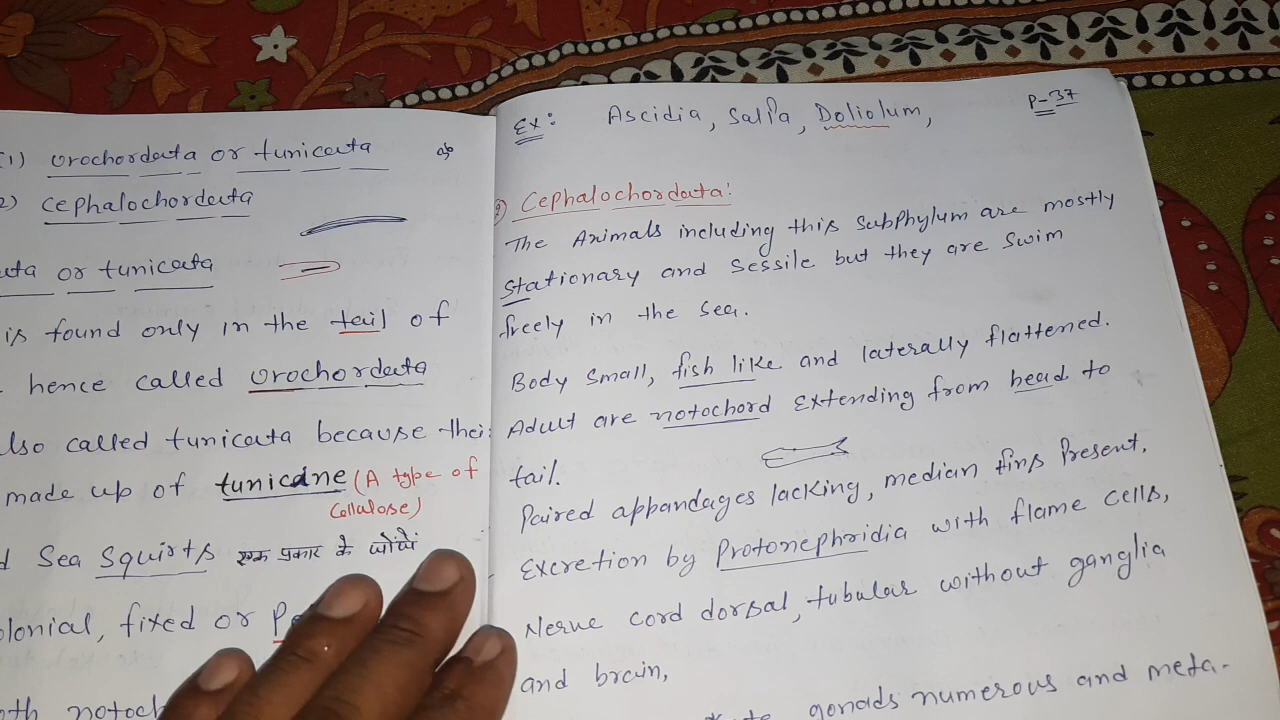 (1) Urochordata or tunicata
2) Cephalochordata
ata or tunicata
is found only in the tail of
hence called Urochordata
also called tunicata because thei
made up of tunicine (A type of
Cellulose)
d Sea Squirts एक प्रकार के
olonial, fixed or
oth notoch
Ex: Ascidia, Salpa, Doliolum,
P-37
2) Cephalochordata:
The Animals including this Subphylum are mostly
Stationary and Sessile but they are Swim
freely in the Sea.
Body Small, fish like and laterally flattened.
Adult are notochord Extending from head to
tail.
Paired appandages lacking, median fins Present.
Excretion by Protonephridia with flame cells,
Nerve cord dorsal, tubular without ganglia
and brain,
gonads numerous and meta-